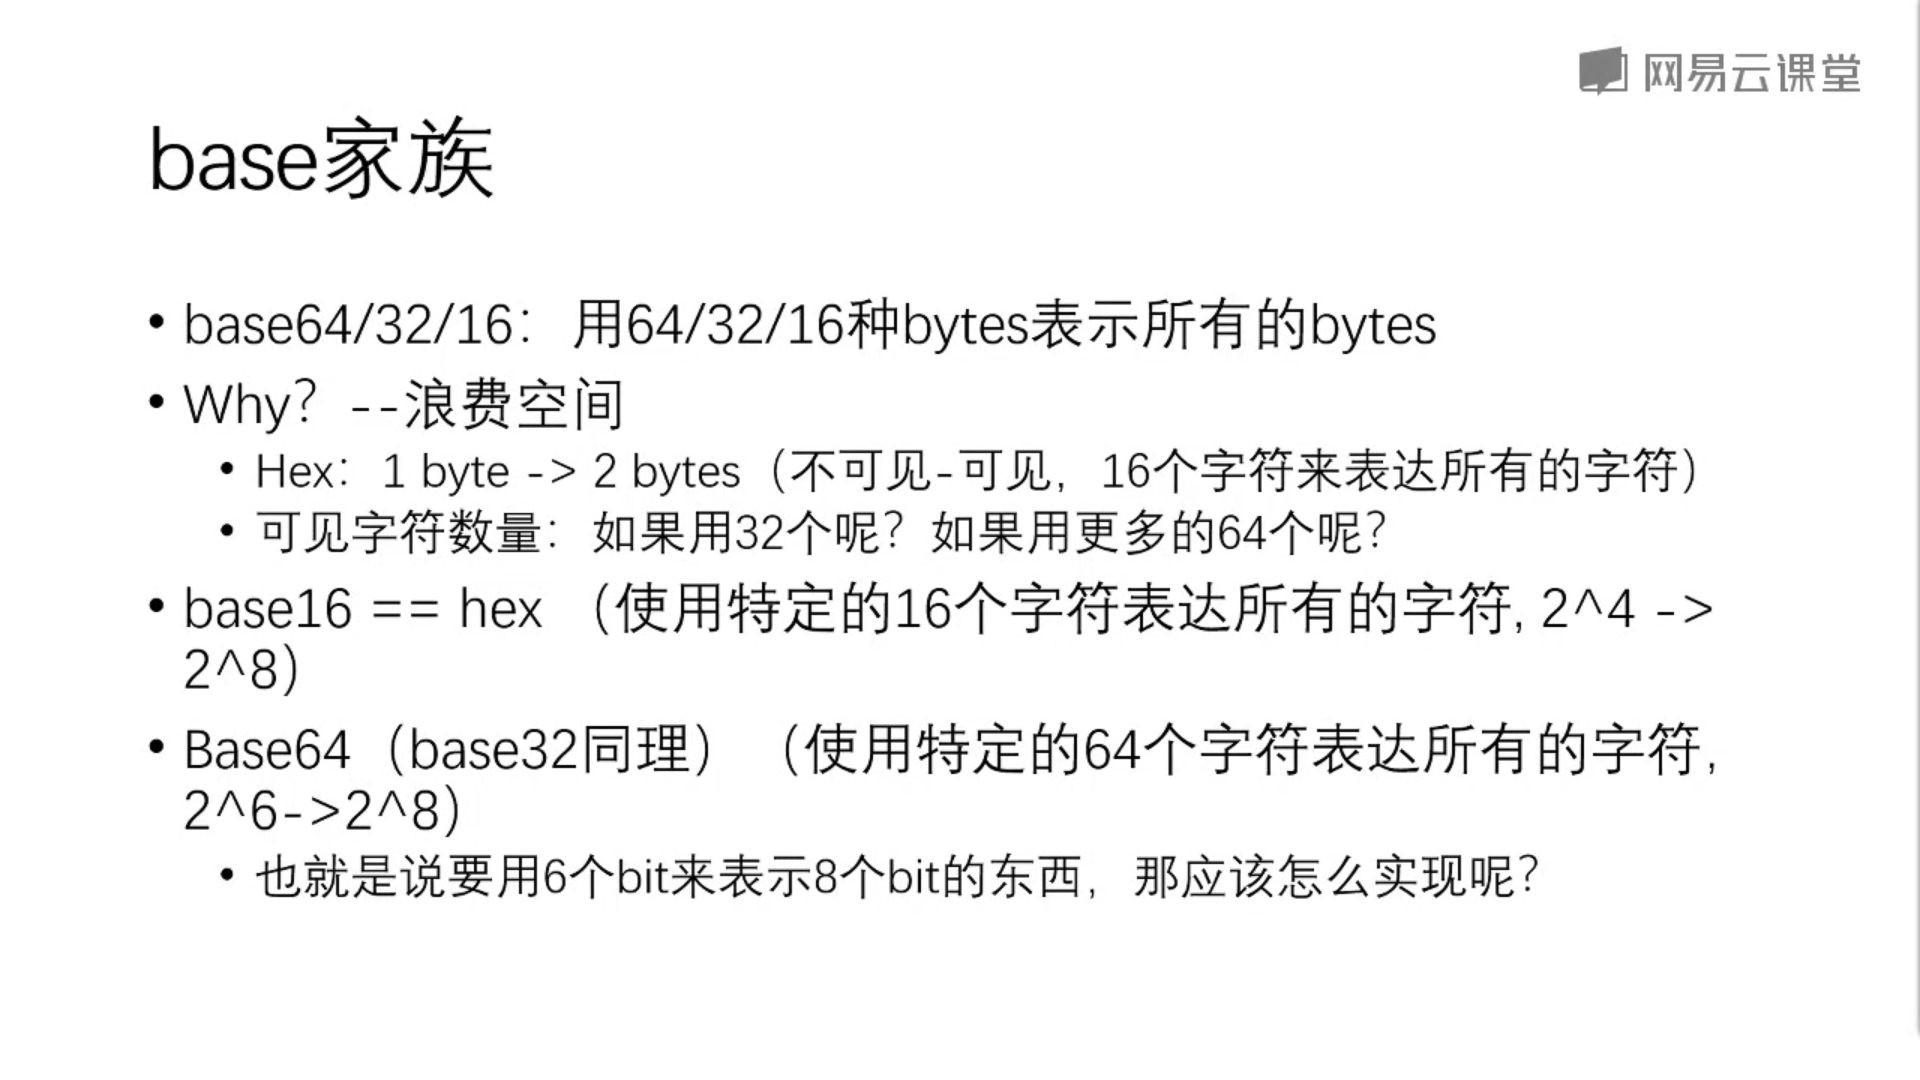 网易云课堂
base家族
• base64/32/16：用64/32/16种bytes表示所有的bytes
• Why？--浪费空间
• Hex：1 byte -> 2 bytes（不可见-可见，16个字符来表达所有的字符）
• 可见字符数量：如果用32个呢？如果用更多的64个呢？
• base16 == hex （使用特定的16个字符表达所有的字符, 2^4 ->
2^8）
• Base64（base32同理）（使用特定的64个字符表达所有的字符，
2^6->2^8）
• 也就是说要用6个bit来表示8个bit的东西，那应该怎么实现呢？